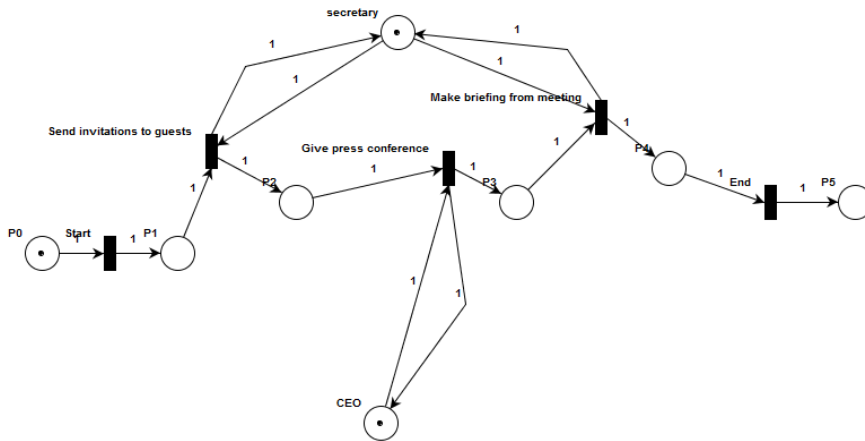 secretary
1
1
1
1
Make briefing from meeting
Send invitations to guests
1
P4
Give press conference
1
1
P2
1
1
P3
1
1
End
1
P5
P0
Start
1
1
P1
1
1
CEO